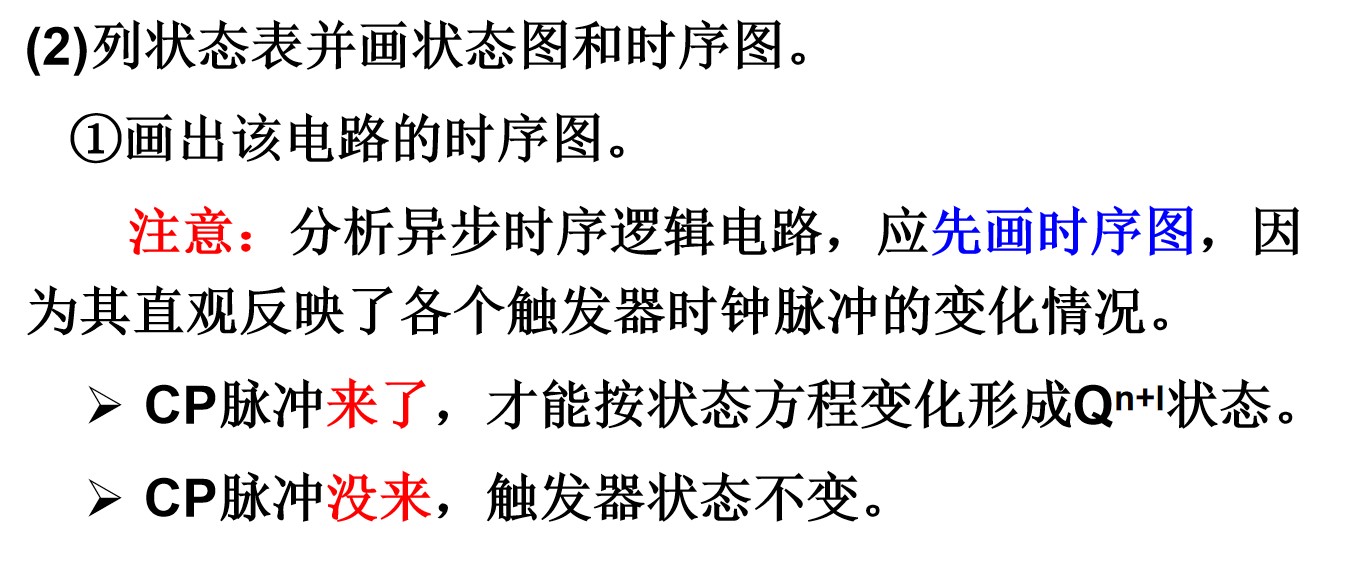 (2)列状态表并画状态图和时序图。
①画出该电路的时序图。
注意：分析异步时序逻辑电路，应先画时序图，因
为其直观反映了各个触发器时钟脉冲的变化情况。
➢ CP脉冲来了，才能按状态方程变化形成Qn+l状态。
➢ CP脉冲没来，触发器状态不变。